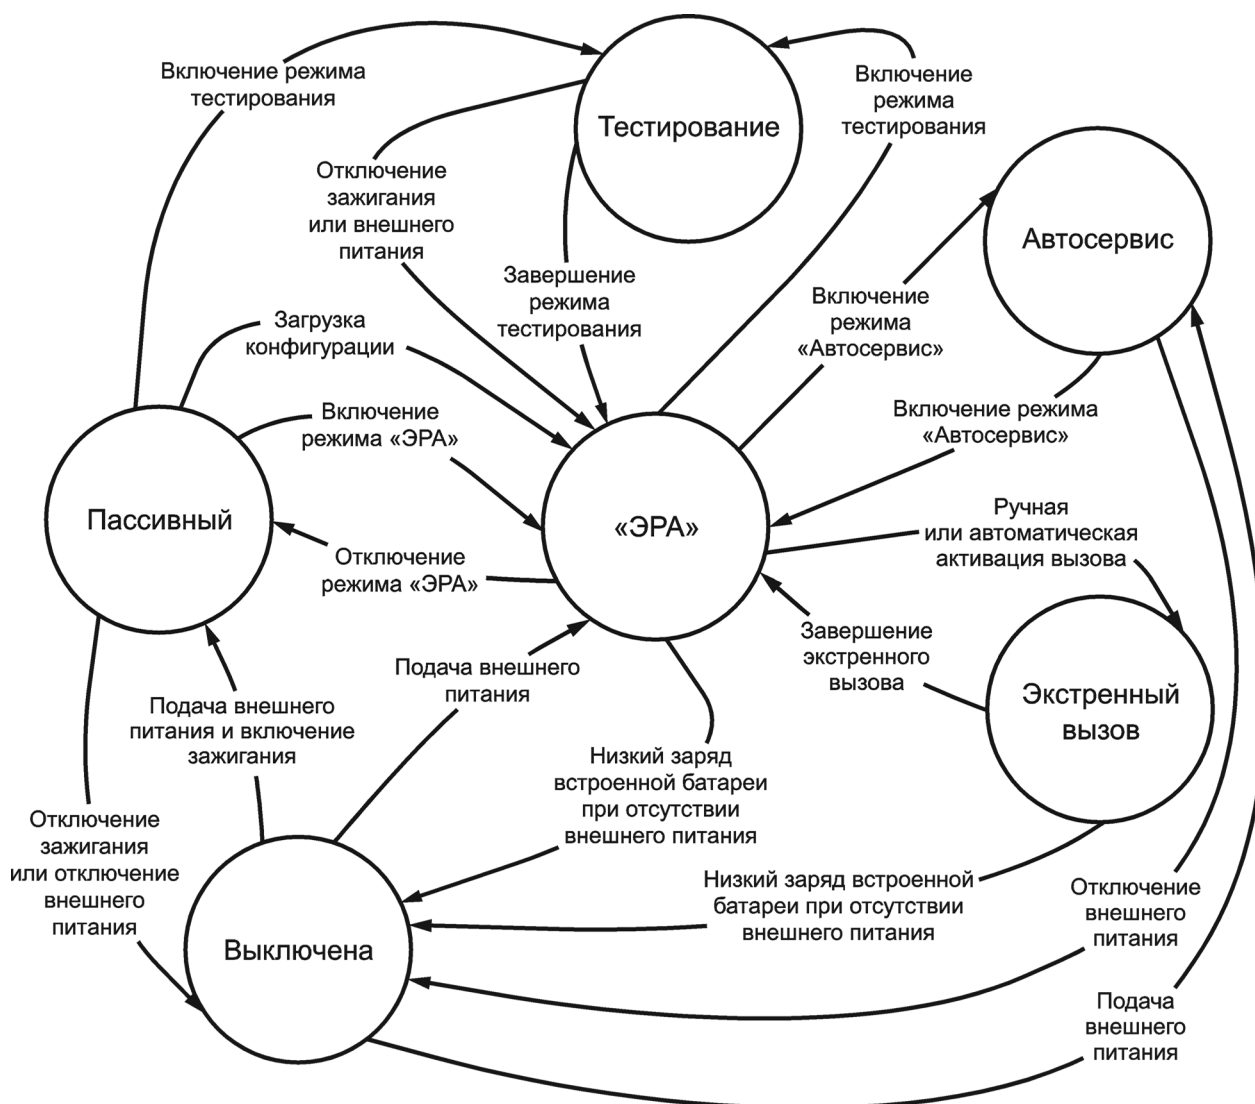 Включение режима
тестирования
Тестирование
Включение
режима
тестирования
Отключение
зажигания
или внешнего
питания
Автосервис
Завершение
режима
тестирования
Включение
режима
«Автосервис»
Загрузка
конфигурации
Включение
режима «ЭРА»
Включение режима
«Автосервис»
Пассивный
«ЭРА»
Ручная
или автоматическая
активация вызова
Отключение
режима «ЭРА»
Завершение
экстренного
вызова
Подача внешнего
питания
Экстренный
вызов
Подача внешнего
питания и включение
зажигания
Низкий заряд
встроенной батареи
при отсутствии
внешнего питания
Отключение
зажигания
или отключение
внешнего
питания
Низкий заряд встроенной
батареи при отсутствии
внешнего питания
Отключение
внешнего
питания
Выключена
Подача
внешнего
питания